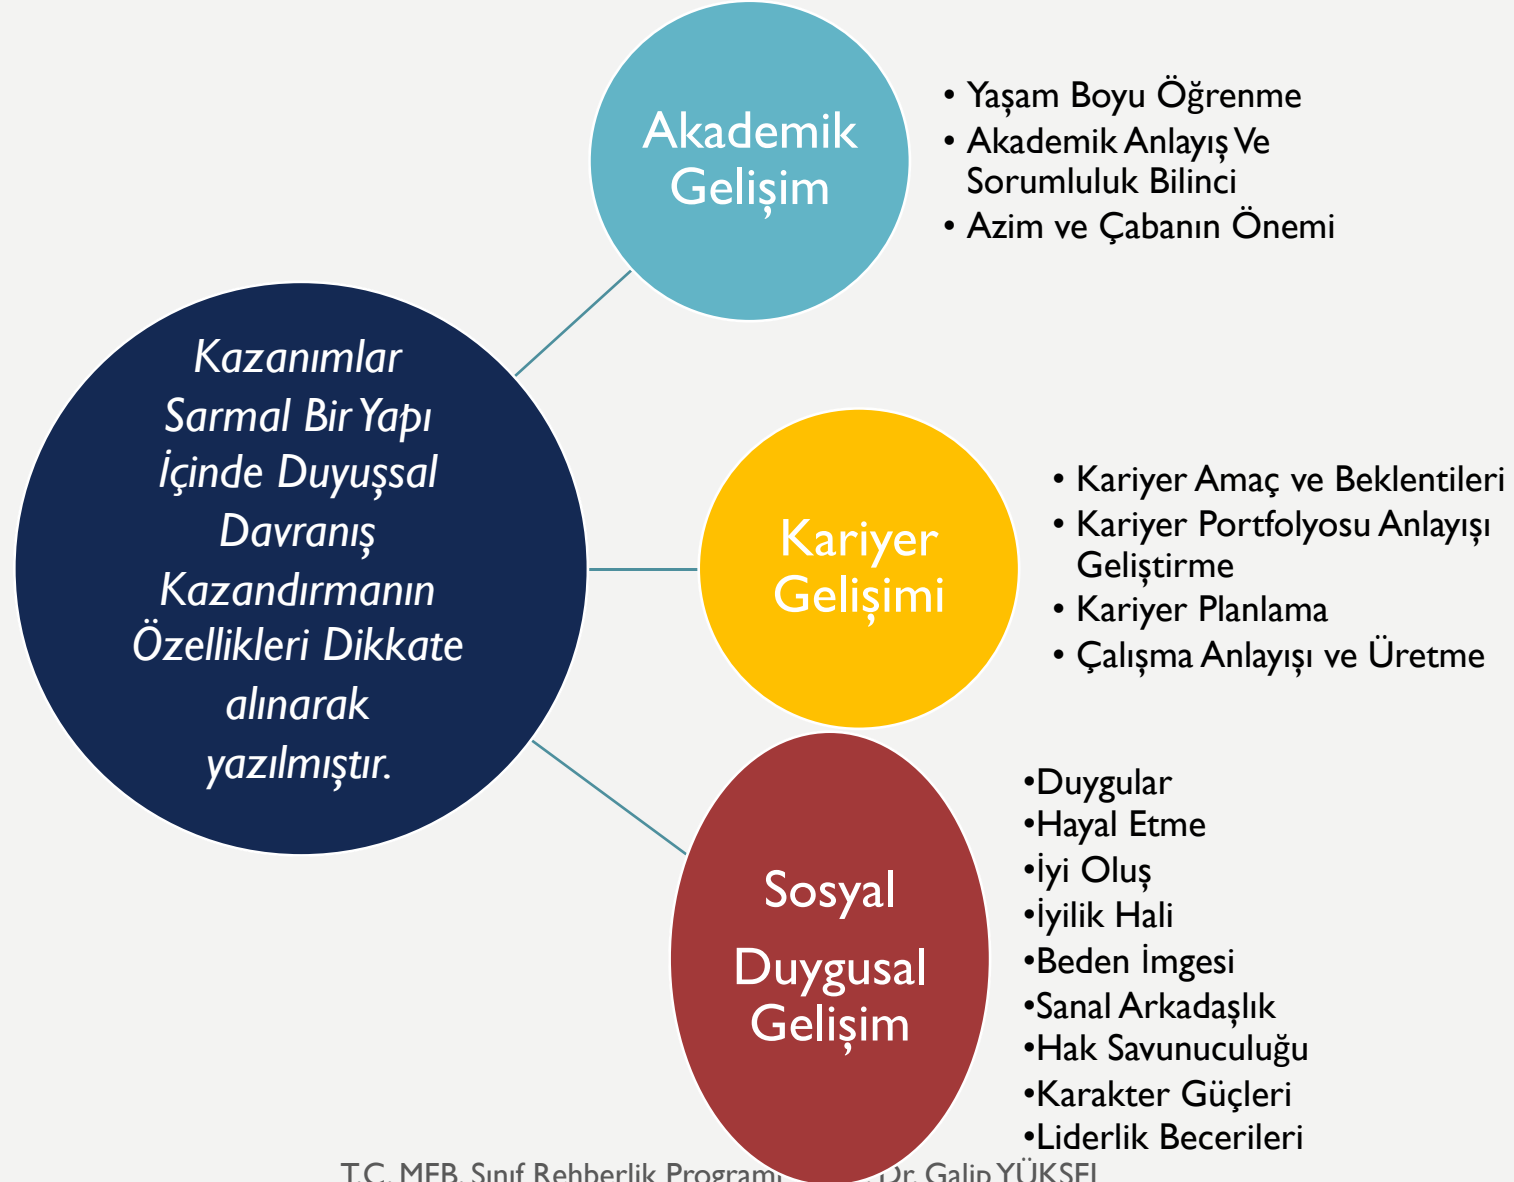 Akademik
Gelişim
• Yaşam Boyu Öğrenme
• Akademik Anlayış Ve
Sorumluluk Bilinci
• Azim ve Çabanın Önemi
Kazanımlar
Sarmal Bir Yapı
İçinde Duyuşsal
Davranış
Kazandırmanın
Özellikleri Dikkate
alınarak
yazılmıştır.
Kariyer
Gelişimi
• Kariyer Amaç ve Beklentileri
• Kariyer Portfolyosu Anlayışı
Geliştirme
• Kariyer Planlama
• Çalışma Anlayışı ve Üretme
Sosyal
Duygusal
Gelişim
•Duygular
•Hayal Etme
•İyi Oluş
•İyilik Hali
•Beden İmgesi
•Sanal Arkadaşlık
•Hak Savunuculuğu
•Karakter Güçleri
•Liderlik Becerileri
T.C. MEB. Sınıf Rehberlik Programı Dr. Galip YÜKSEL